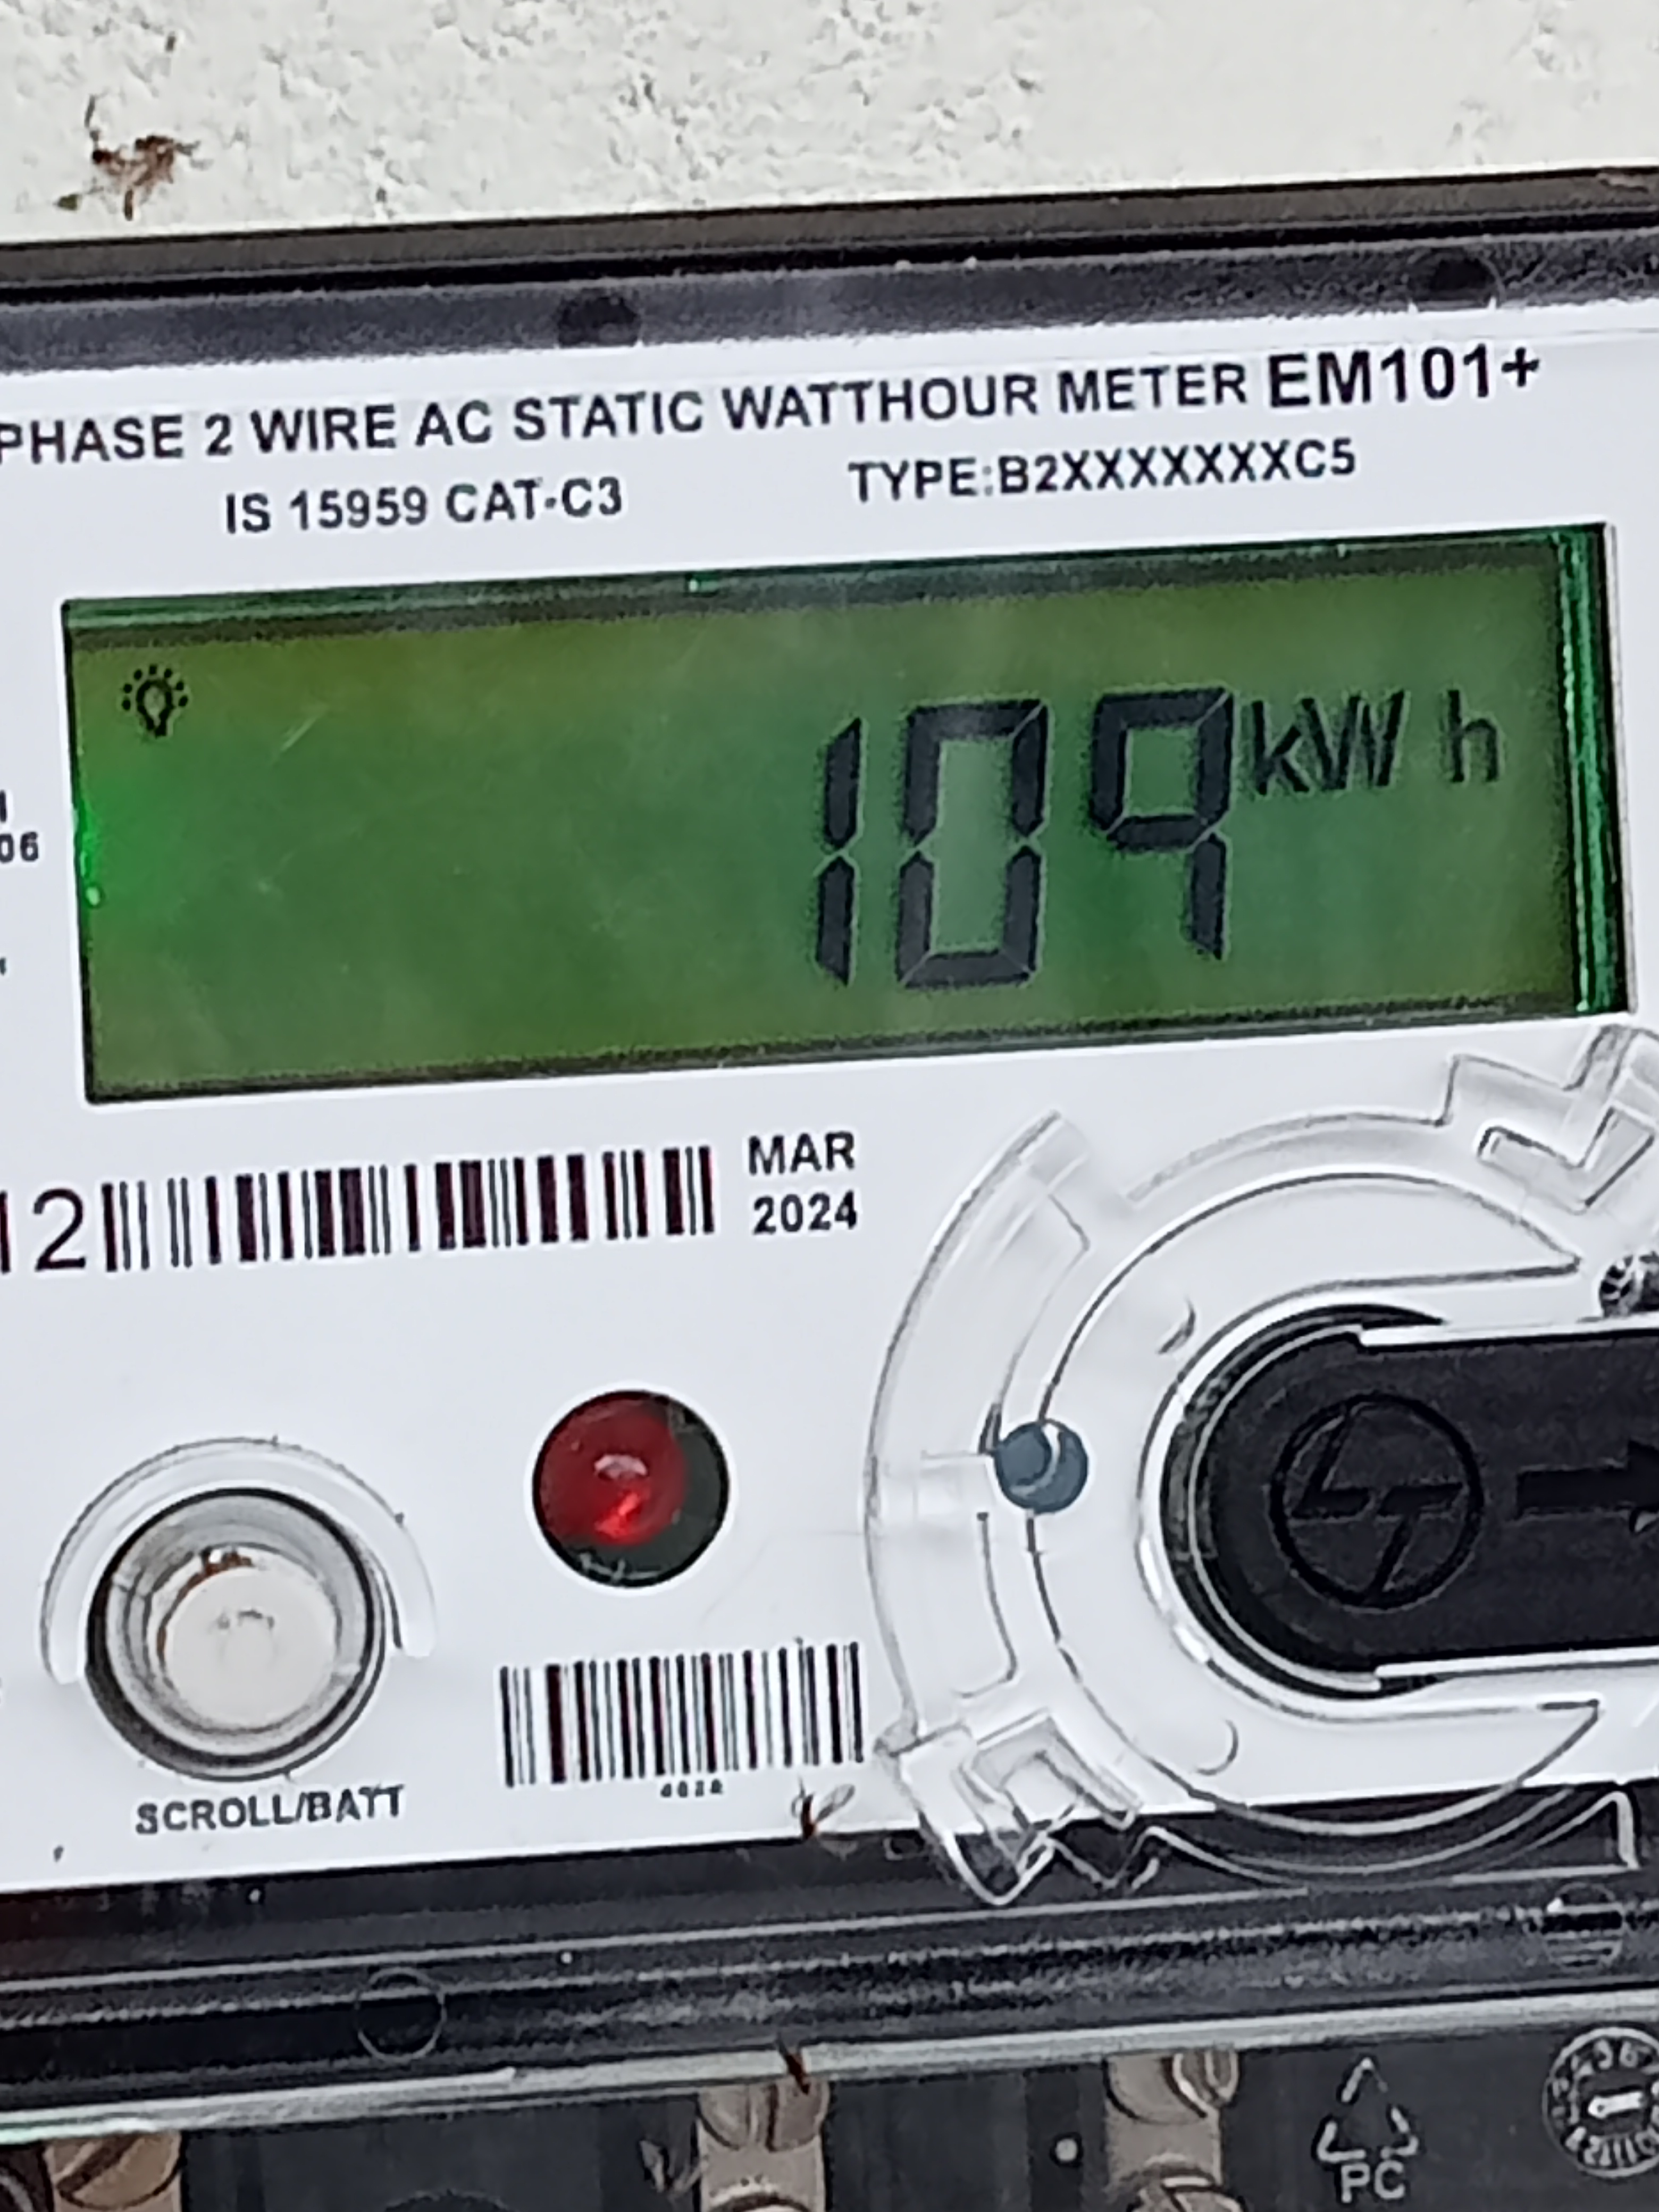 PHASE 2 WIRE AC STATIC WATTHOUR METER EM101+
IS 15959 CAT-C3 TYPE:B2XXXXXXXC5
06
109 kWh
12
MAR
2024
SCROLL/BATT
PC